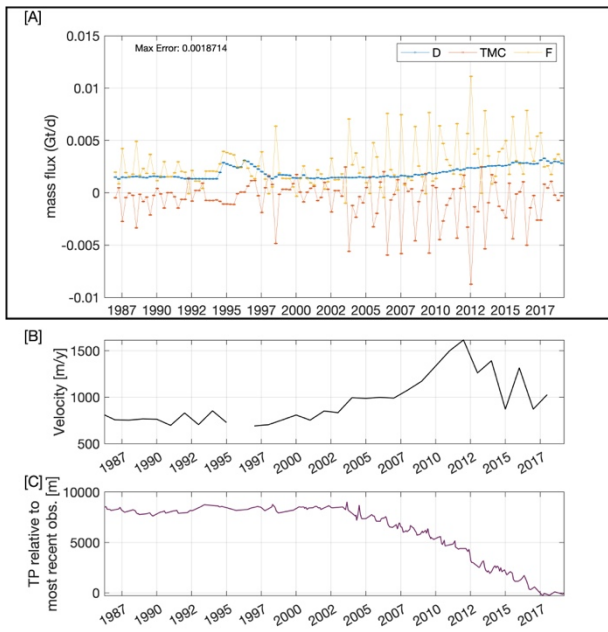 [A]
0.015
Max Error: 0.0018714
D TMC F
0.01
0.005
0
-0.005
-0.01
mass flux (Gt/d)
1987 1990 1992 1995 1997 2000 2002 2005 2007 2010 2012 2015 2017
[B]
1500
1000
500
Velocity [m/y]
1987 1990 1992 1995 1997 2000 2002 2005 2007 2010 2012 2015 2017
[C]
10000
5000
0
TP relative to
most recent obs. [m]
1987 1990 1992 1995 1997 2000 2002 2005 2007 2010 2012 2015 2017